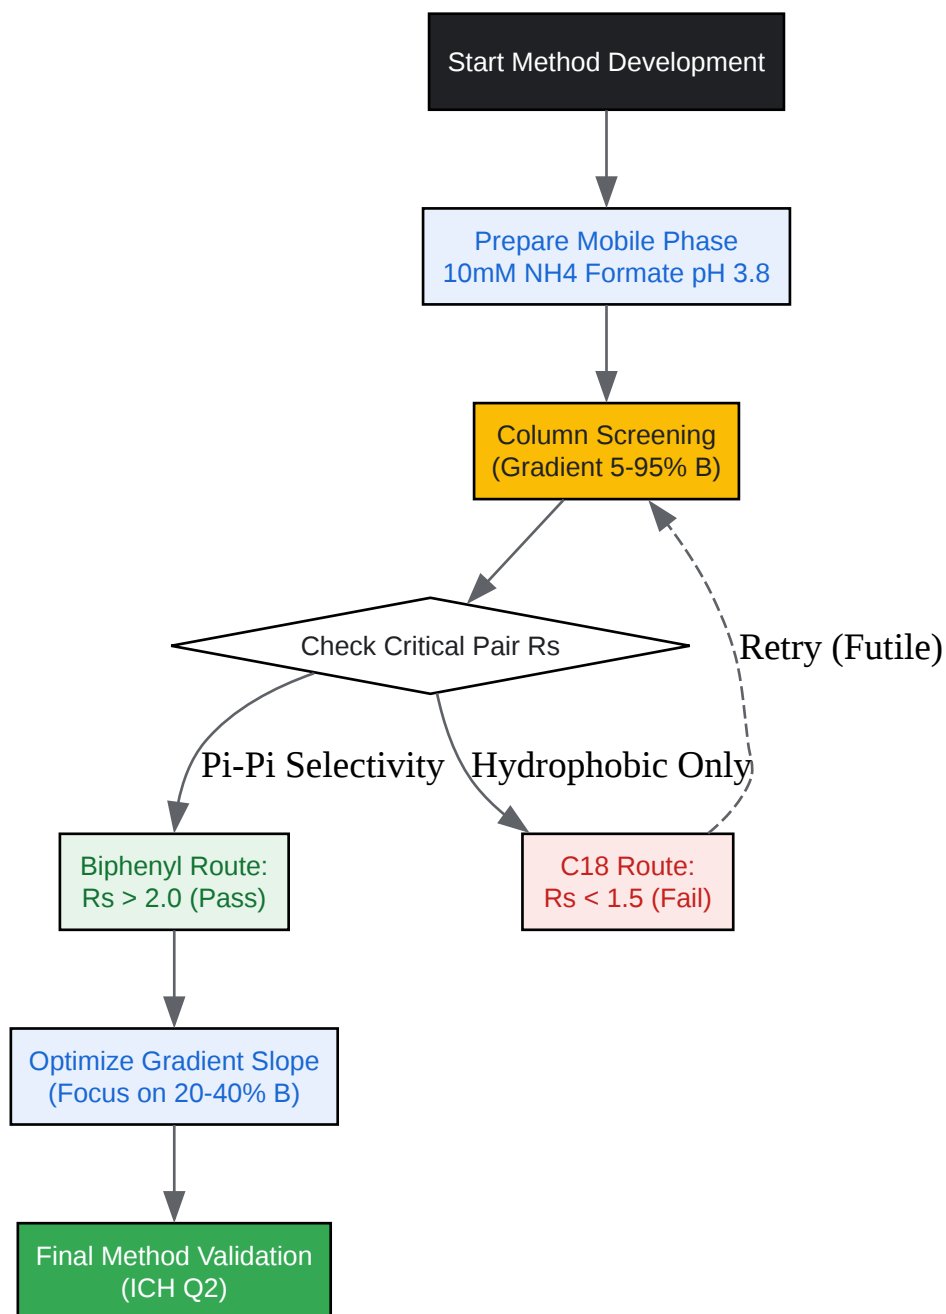 Start Method Development
Prepare Mobile Phase
10mM NH4 Formate pH 3.8
Column Screening
(Gradient 5-95% B)
Check Critical Pair Rs
Retry (Futile)
Pi-Pi Selectivity
Hydrophobic Only
Biphenyl Route:
Rs > 2.0 (Pass)
C18 Route:
Rs < 1.5 (Fail)
Optimize Gradient Slope
(Focus on 20-40% B)
Final Method Validation
(ICH Q2)